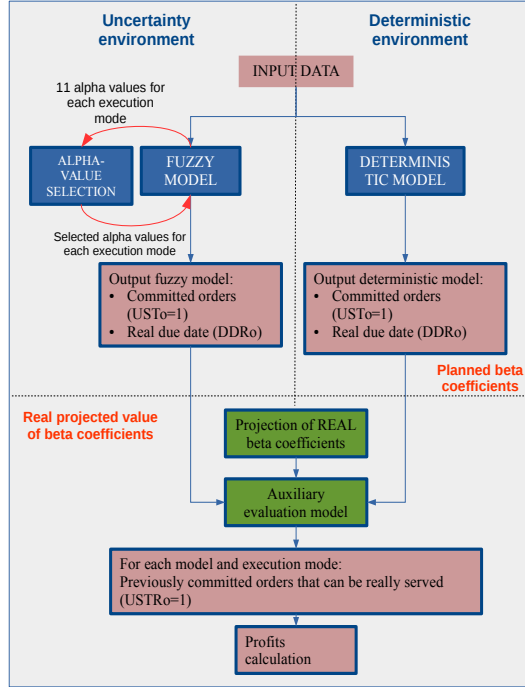 Uncertainty
environment
Deterministic
environment
INPUT DATA
11 alpha values for
each execution
mode
ALPHA-
VALUE
SELECTION
FUZZY
MODEL
DETERMINIS
TIC MODEL
Selected alpha values for
each execution mode
Output fuzzy model:
• Committed orders
(USTo=1)
• Real due date (DDRo)
Output deterministic model:
• Committed orders
(USTo=1)
• Real due date (DDRo)
Planned beta
coefficients
Real projected value
of beta coefficients
Projection of REAL
beta coefficients
Auxiliary
evaluation model
For each model and execution mode:
Previously committed orders that can be really served
(USTRo=1)
Profits
calculation